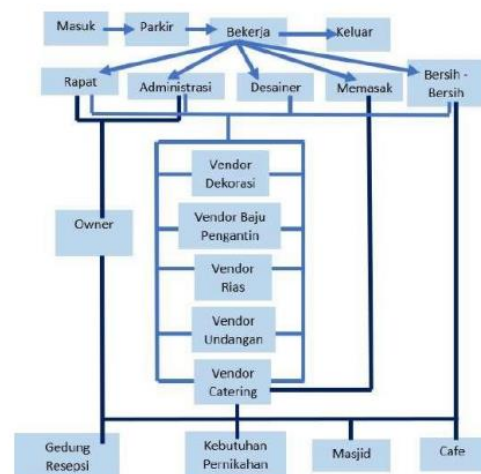 Masuk
Parkir
Bekerja
Keluar
Rapat
Administrasi
Desainer
Memasak
Bersih -
Bersih
Vendor
Dekorasi
Vendor Baju
Pengantin
Owner
Vendor
Rias
Vendor
Undangan
Vendor
Catering
Gedung
Resepsi
Kebutuhan
Pernikahan
Masjid
Cafe